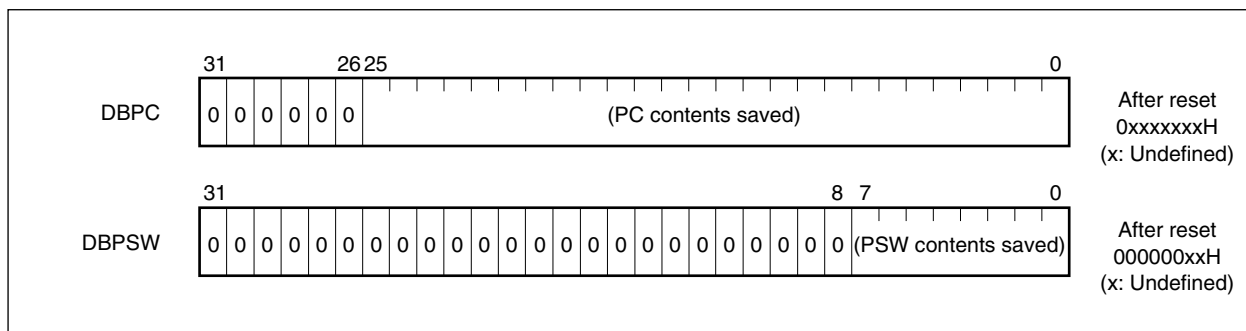 31 26 25 0
DBPC 0 0 0 0 0 0 (PC contents saved)
After reset
0xxxxxxxH
(x: Undefined)
31 8 7 0
DBPSW 0 0 0 0 0 0 0 0 0 0 0 0 0 0 0 0 0 0 0 0 0 0 0 0 (PSW contents saved)
After reset
000000xxH
(x: Undefined)